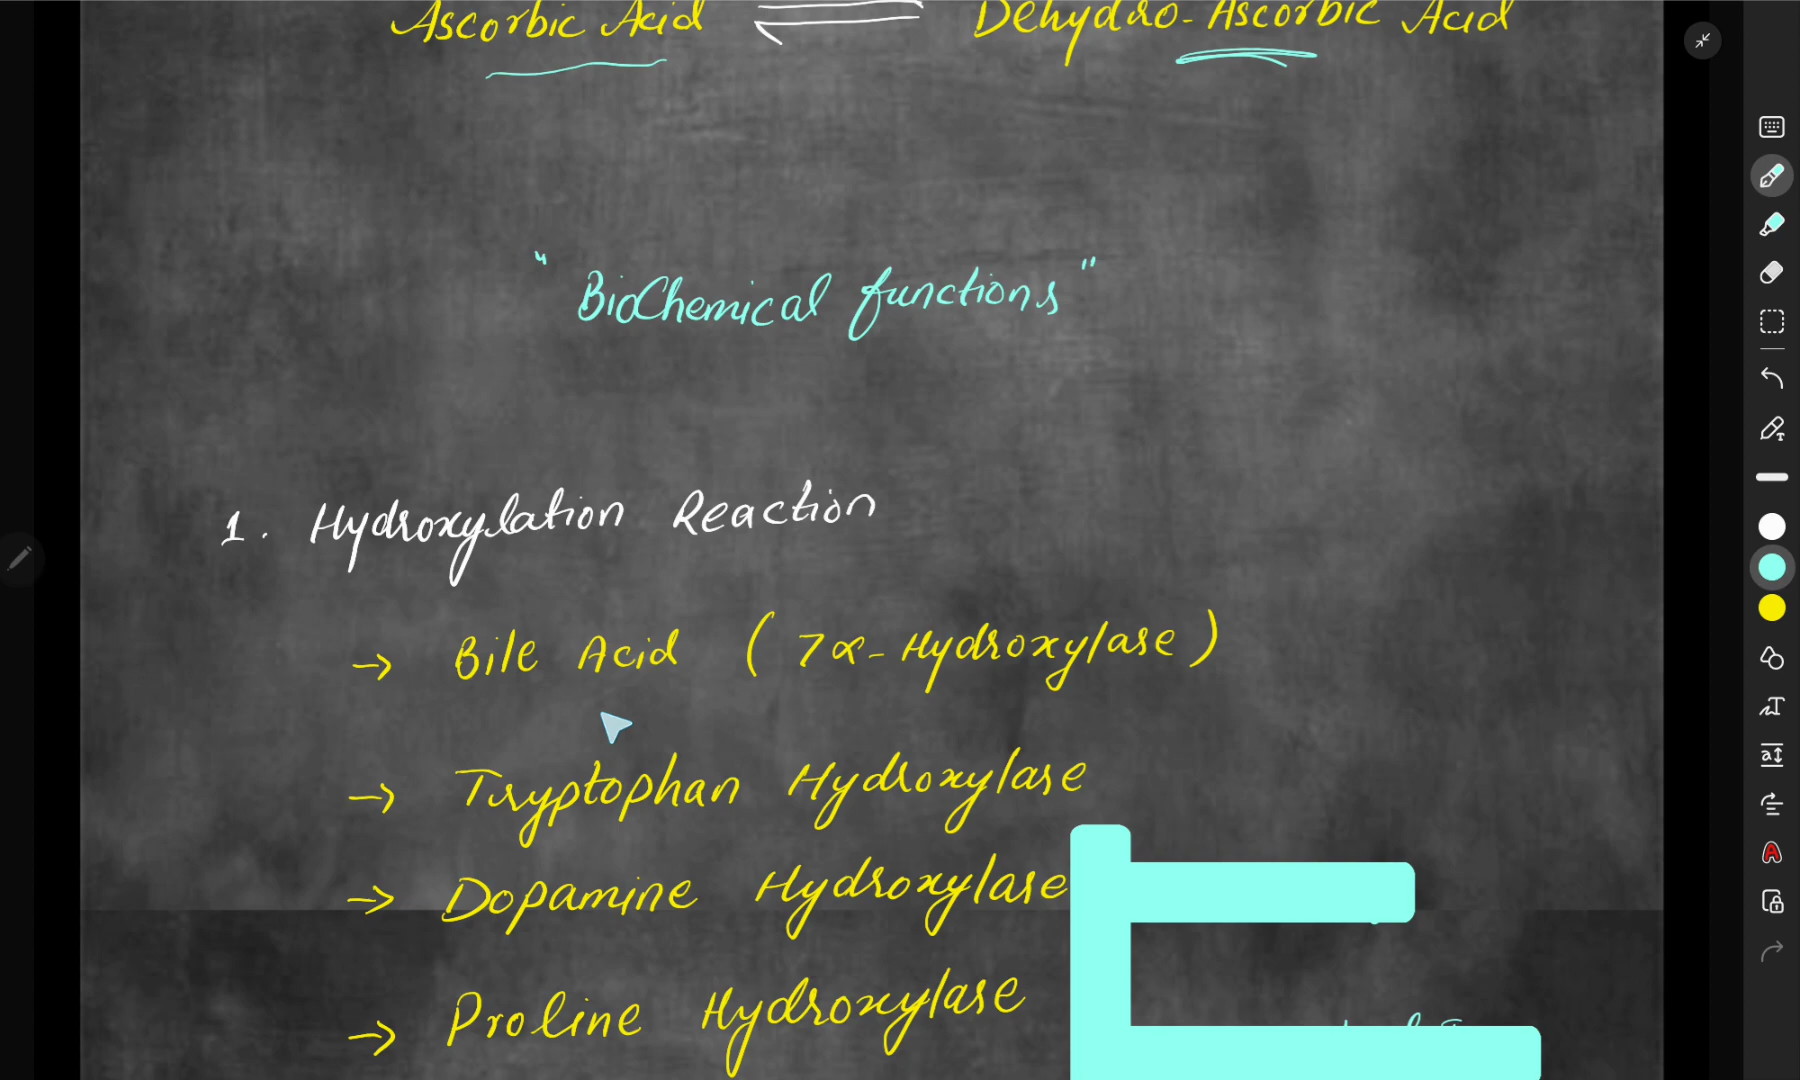 Ascorbic Acid ⇌ Dehydro-Ascorbic Acid
"BioChemical functions"
1. Hydroxylation Reaction
→ Bile Acid (7α-Hydroxylase)
→ Tryptophan Hydroxylase
→ Dopamine Hydroxylase
→ Proline Hydroxylase